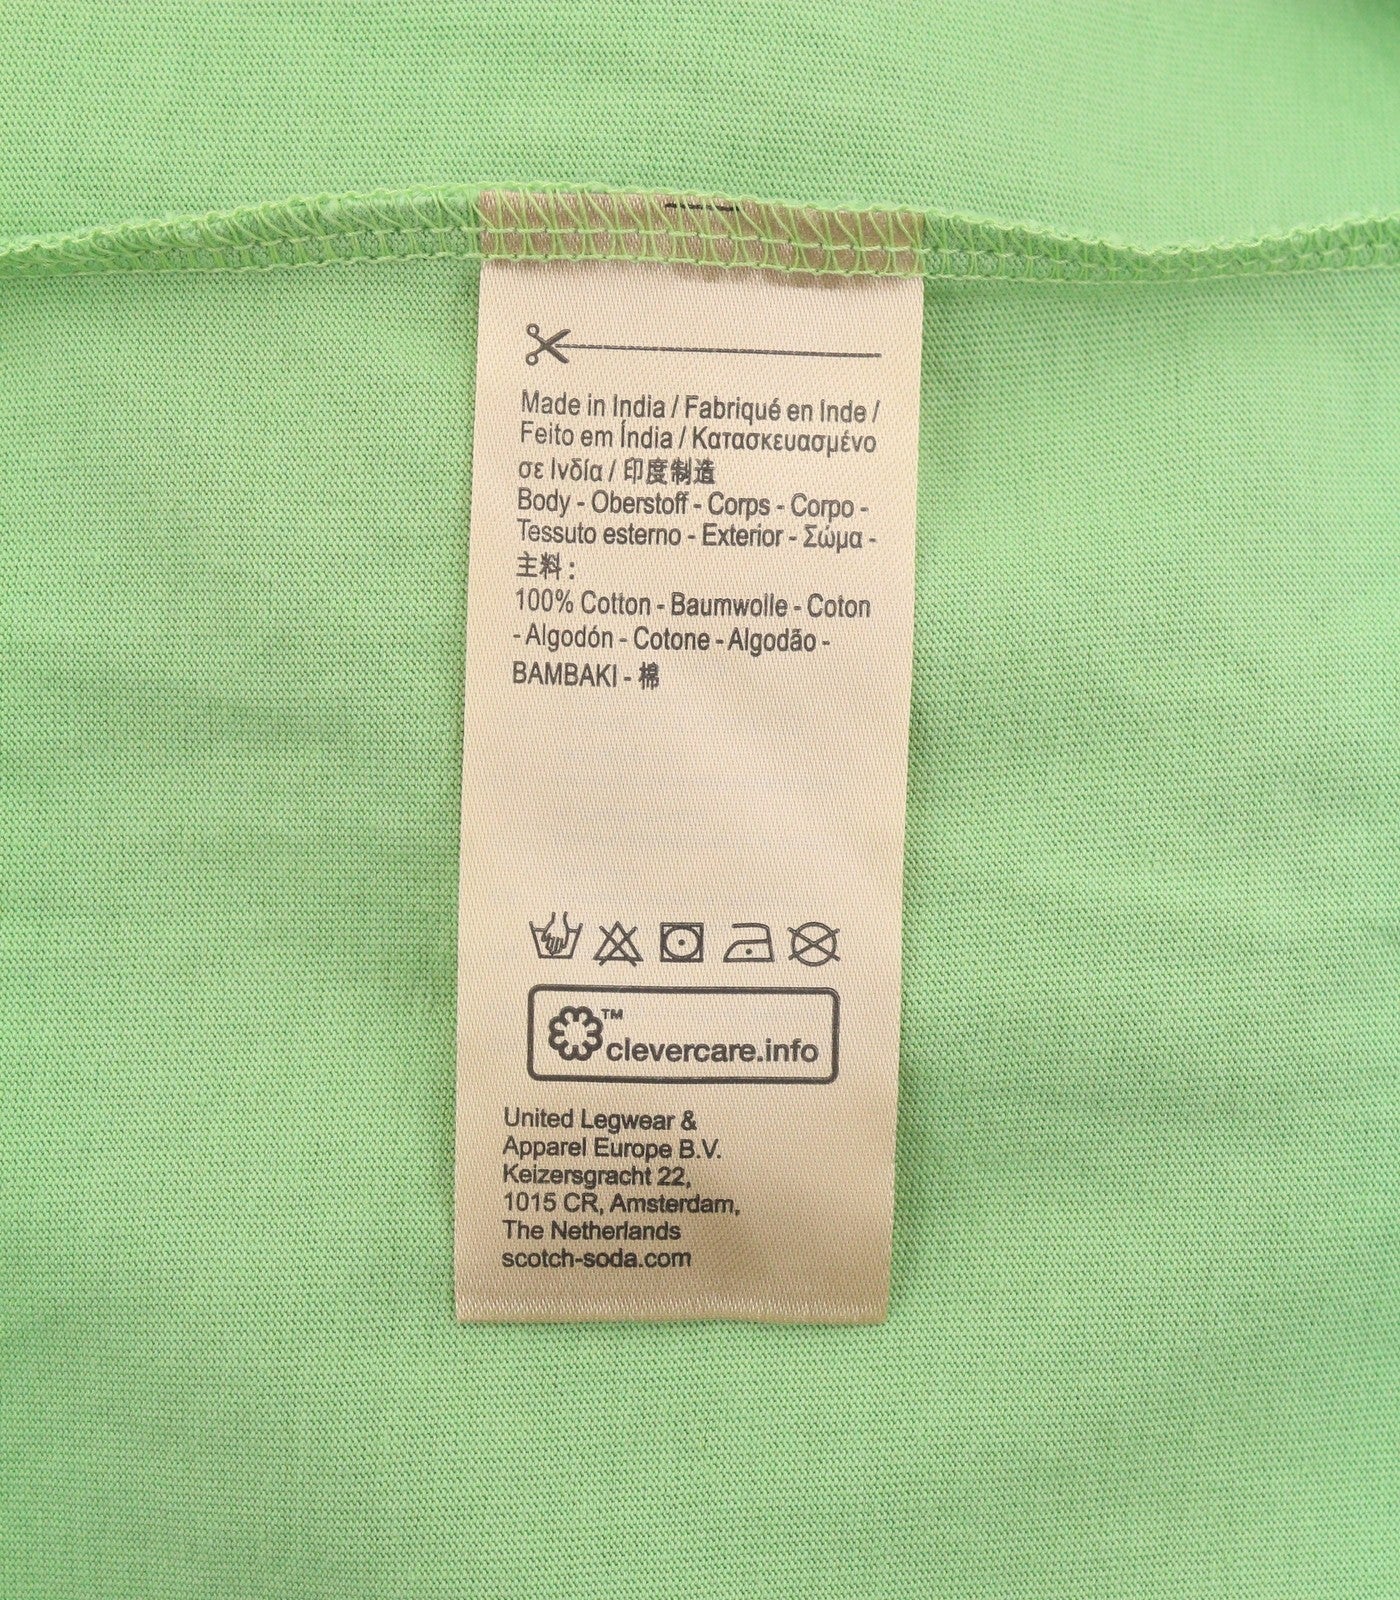 Made in India / Fabriqué en Inde /
Feito em Índia / Κατασκευασμένο
σε Ινδία / 印度制造
Body - Oberstoff - Corps - Corpo -
Tessuto esterno - Exterior - Σώμα -
主料 :
100% Cotton - Baumwolle - Coton
- Algodón - Cotone - Algodão -
BAMBAKI - 棉
clevercare.info™
United Legwear &
Apparel Europe B.V.
Keizersgracht 22,
1015 CR, Amsterdam,
The Netherlands
scotch-soda.com